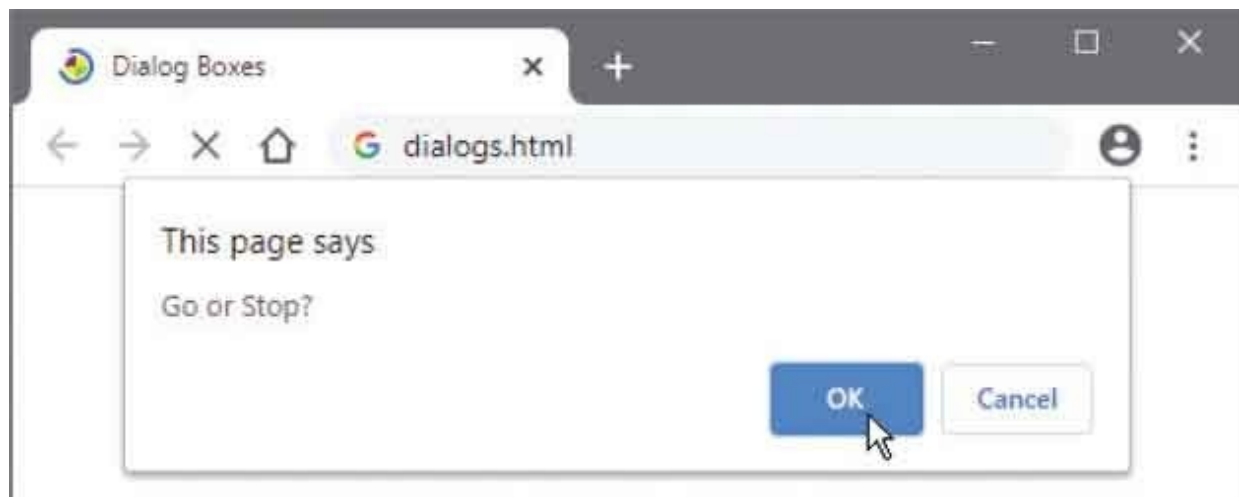 Dialog Boxes
dialogs.html
This page says
Go or Stop?
OK Cancel